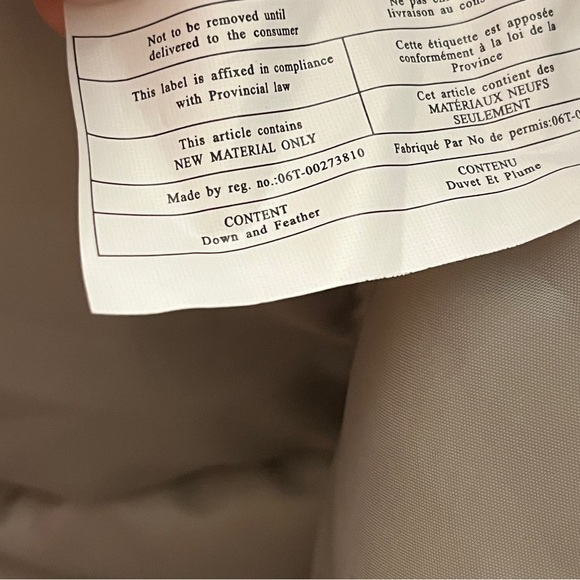 Not to be removed until
delivered to the consumer
Ne pas
livraison au
This label is affixed in compliance
with Provincial law
Cette étiquette est apposée
conformément à la loi de la
Province
This article contains
NEW MATERIAL ONLY
Cet article contient des
MATÉRIAUX NEUFS
SEULEMENT
Made by reg. no.:06T-00273810
Fabriqué Par No de permis:06T-0
CONTENT
Down and Feather
CONTENU
Duvet Et Plume